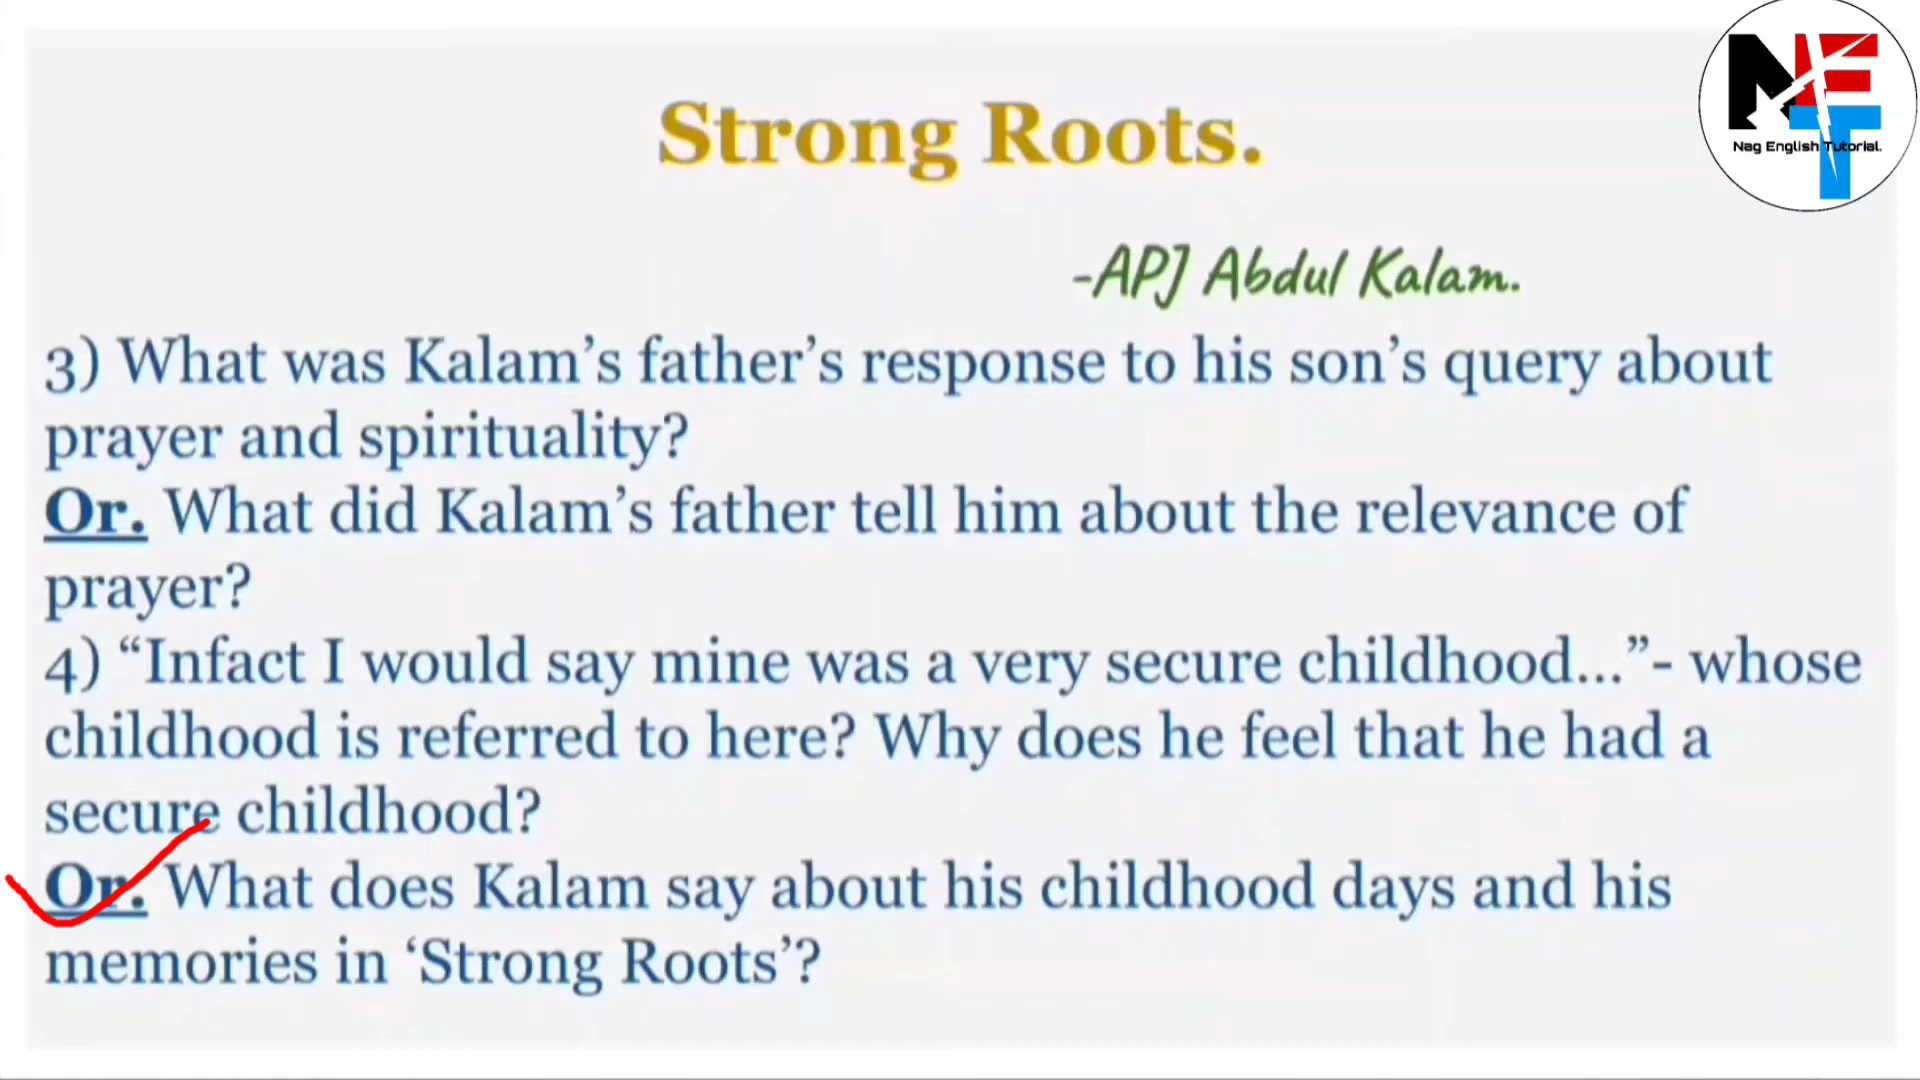 NET
Nag English Tutorial.
Strong Roots.
-APJ Abdul Kalam.
3) What was Kalam’s father’s response to his son’s query about
prayer and spirituality?
Or. What did Kalam’s father tell him about the relevance of
prayer?
4) “Infact I would say mine was a very secure childhood...”- whose
childhood is referred to here? Why does he feel that he had a
secure childhood?
Or. What does Kalam say about his childhood days and his
memories in ‘Strong Roots’?